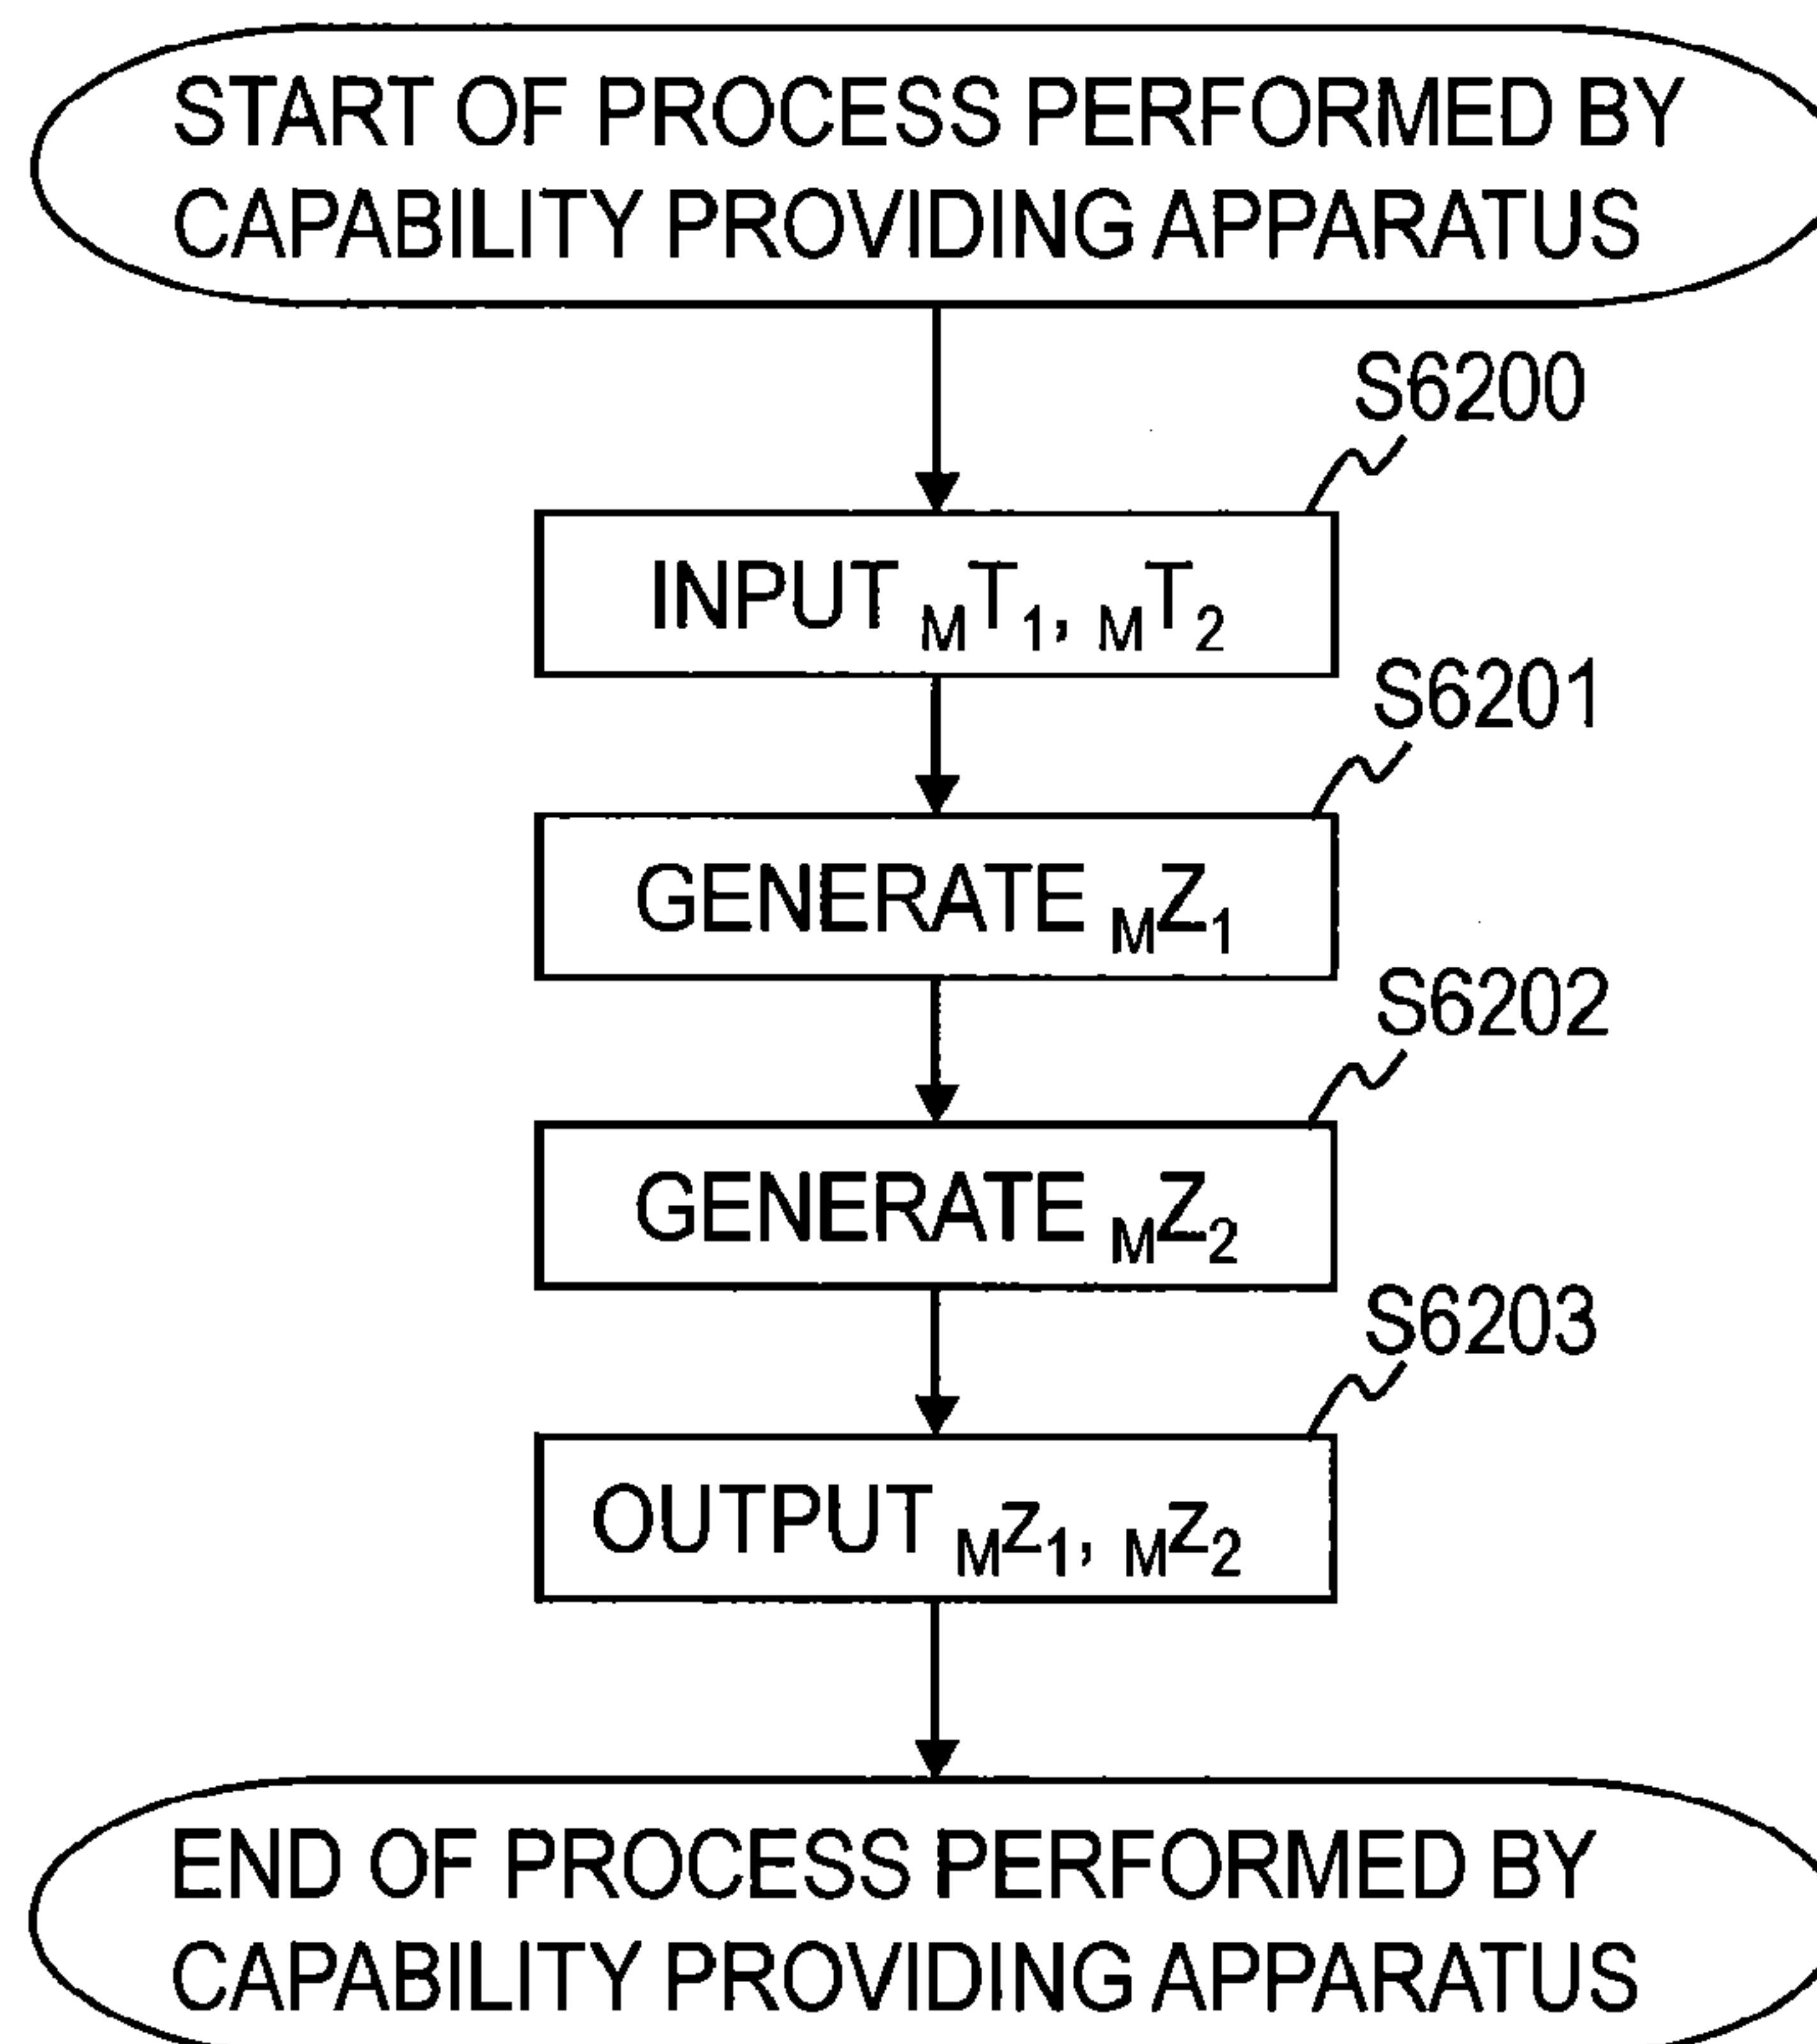 START OF PROCESS PERFORMED BY
CAPABILITY PROVIDING APPARATUS
S6200
INPUT MT1, MT2
S6201
GENERATE MZ1
S6202
GENERATE MZ2
S6203
OUTPUT MZ1, MZ2
END OF PROCESS PERFORMED BY
CAPABILITY PROVIDING APPARATUS